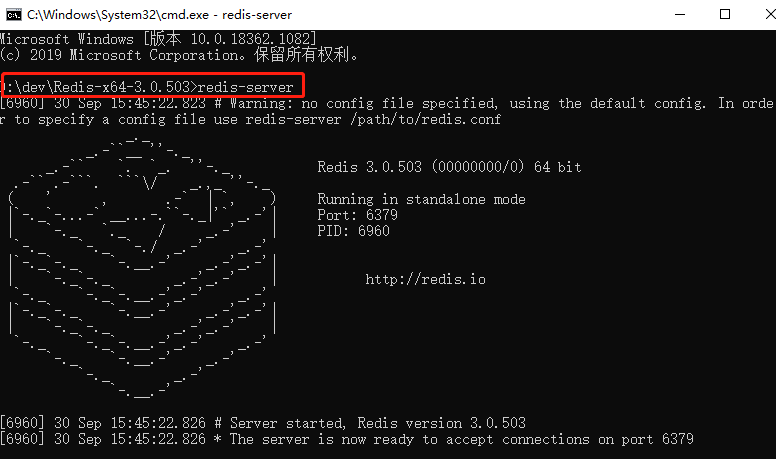 C:\Windows\System32\cmd.exe - redis-server
Microsoft Windows [版本 10.0.18362.1082]
(c) 2019 Microsoft Corporation。保留所有权利。
:\dev\Redis-x64-3.0.503>redis-server
[6960] 30 Sep 15:45:22.823 # Warning: no config file specified, using the default config. In orde
r to specify a config file use redis-server /path/to/redis.conf
Redis 3.0.503 (00000000/0) 64 bit
Running in standalone mode
Port: 6379
PID: 6960
http://redis.io
[6960] 30 Sep 15:45:22.826 # Server started, Redis version 3.0.503
[6960] 30 Sep 15:45:22.826 * The server is now ready to accept connections on port 6379